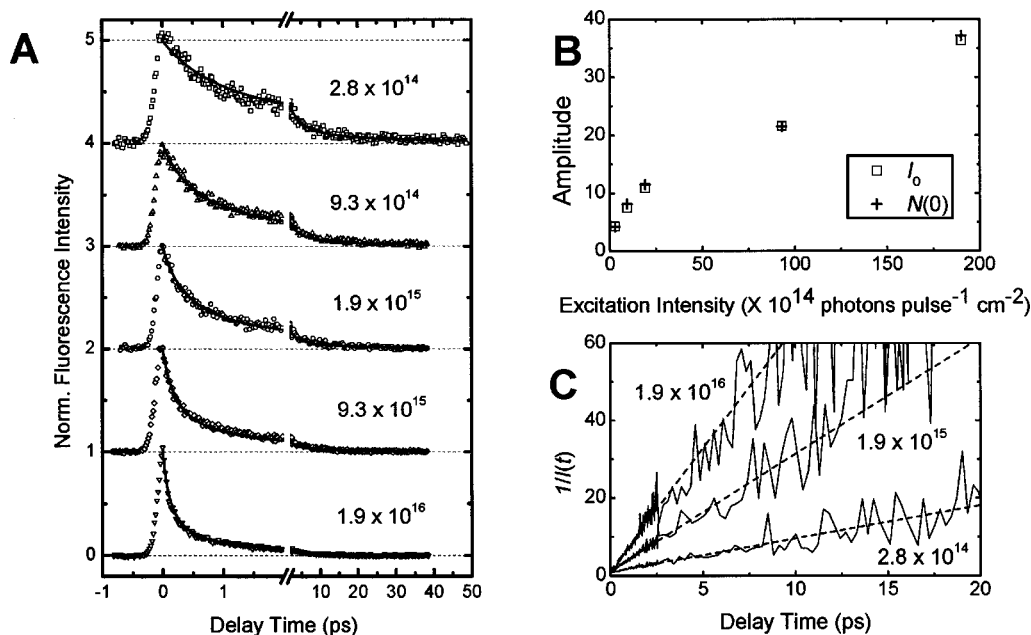 A
5
4
3
2
1
0
2.8 x 10^14
9.3 x 10^14
1.9 x 10^15
9.3 x 10^15
1.9 x 10^16
Norm. Fluorescence Intensity
-1 0 1 10 20 30 40 50
Delay Time (ps)
B
40
30
20
10
0
Amplitude
I_0
N(0)
0 50 100 150 200
Excitation Intensity (X 10^14 photons pulse^-1 cm^-2)
C
60
40
20
0
1/I(t)
1.9 x 10^16
1.9 x 10^15
2.8 x 10^14
0 5 10 15 20
Delay Time (ps)